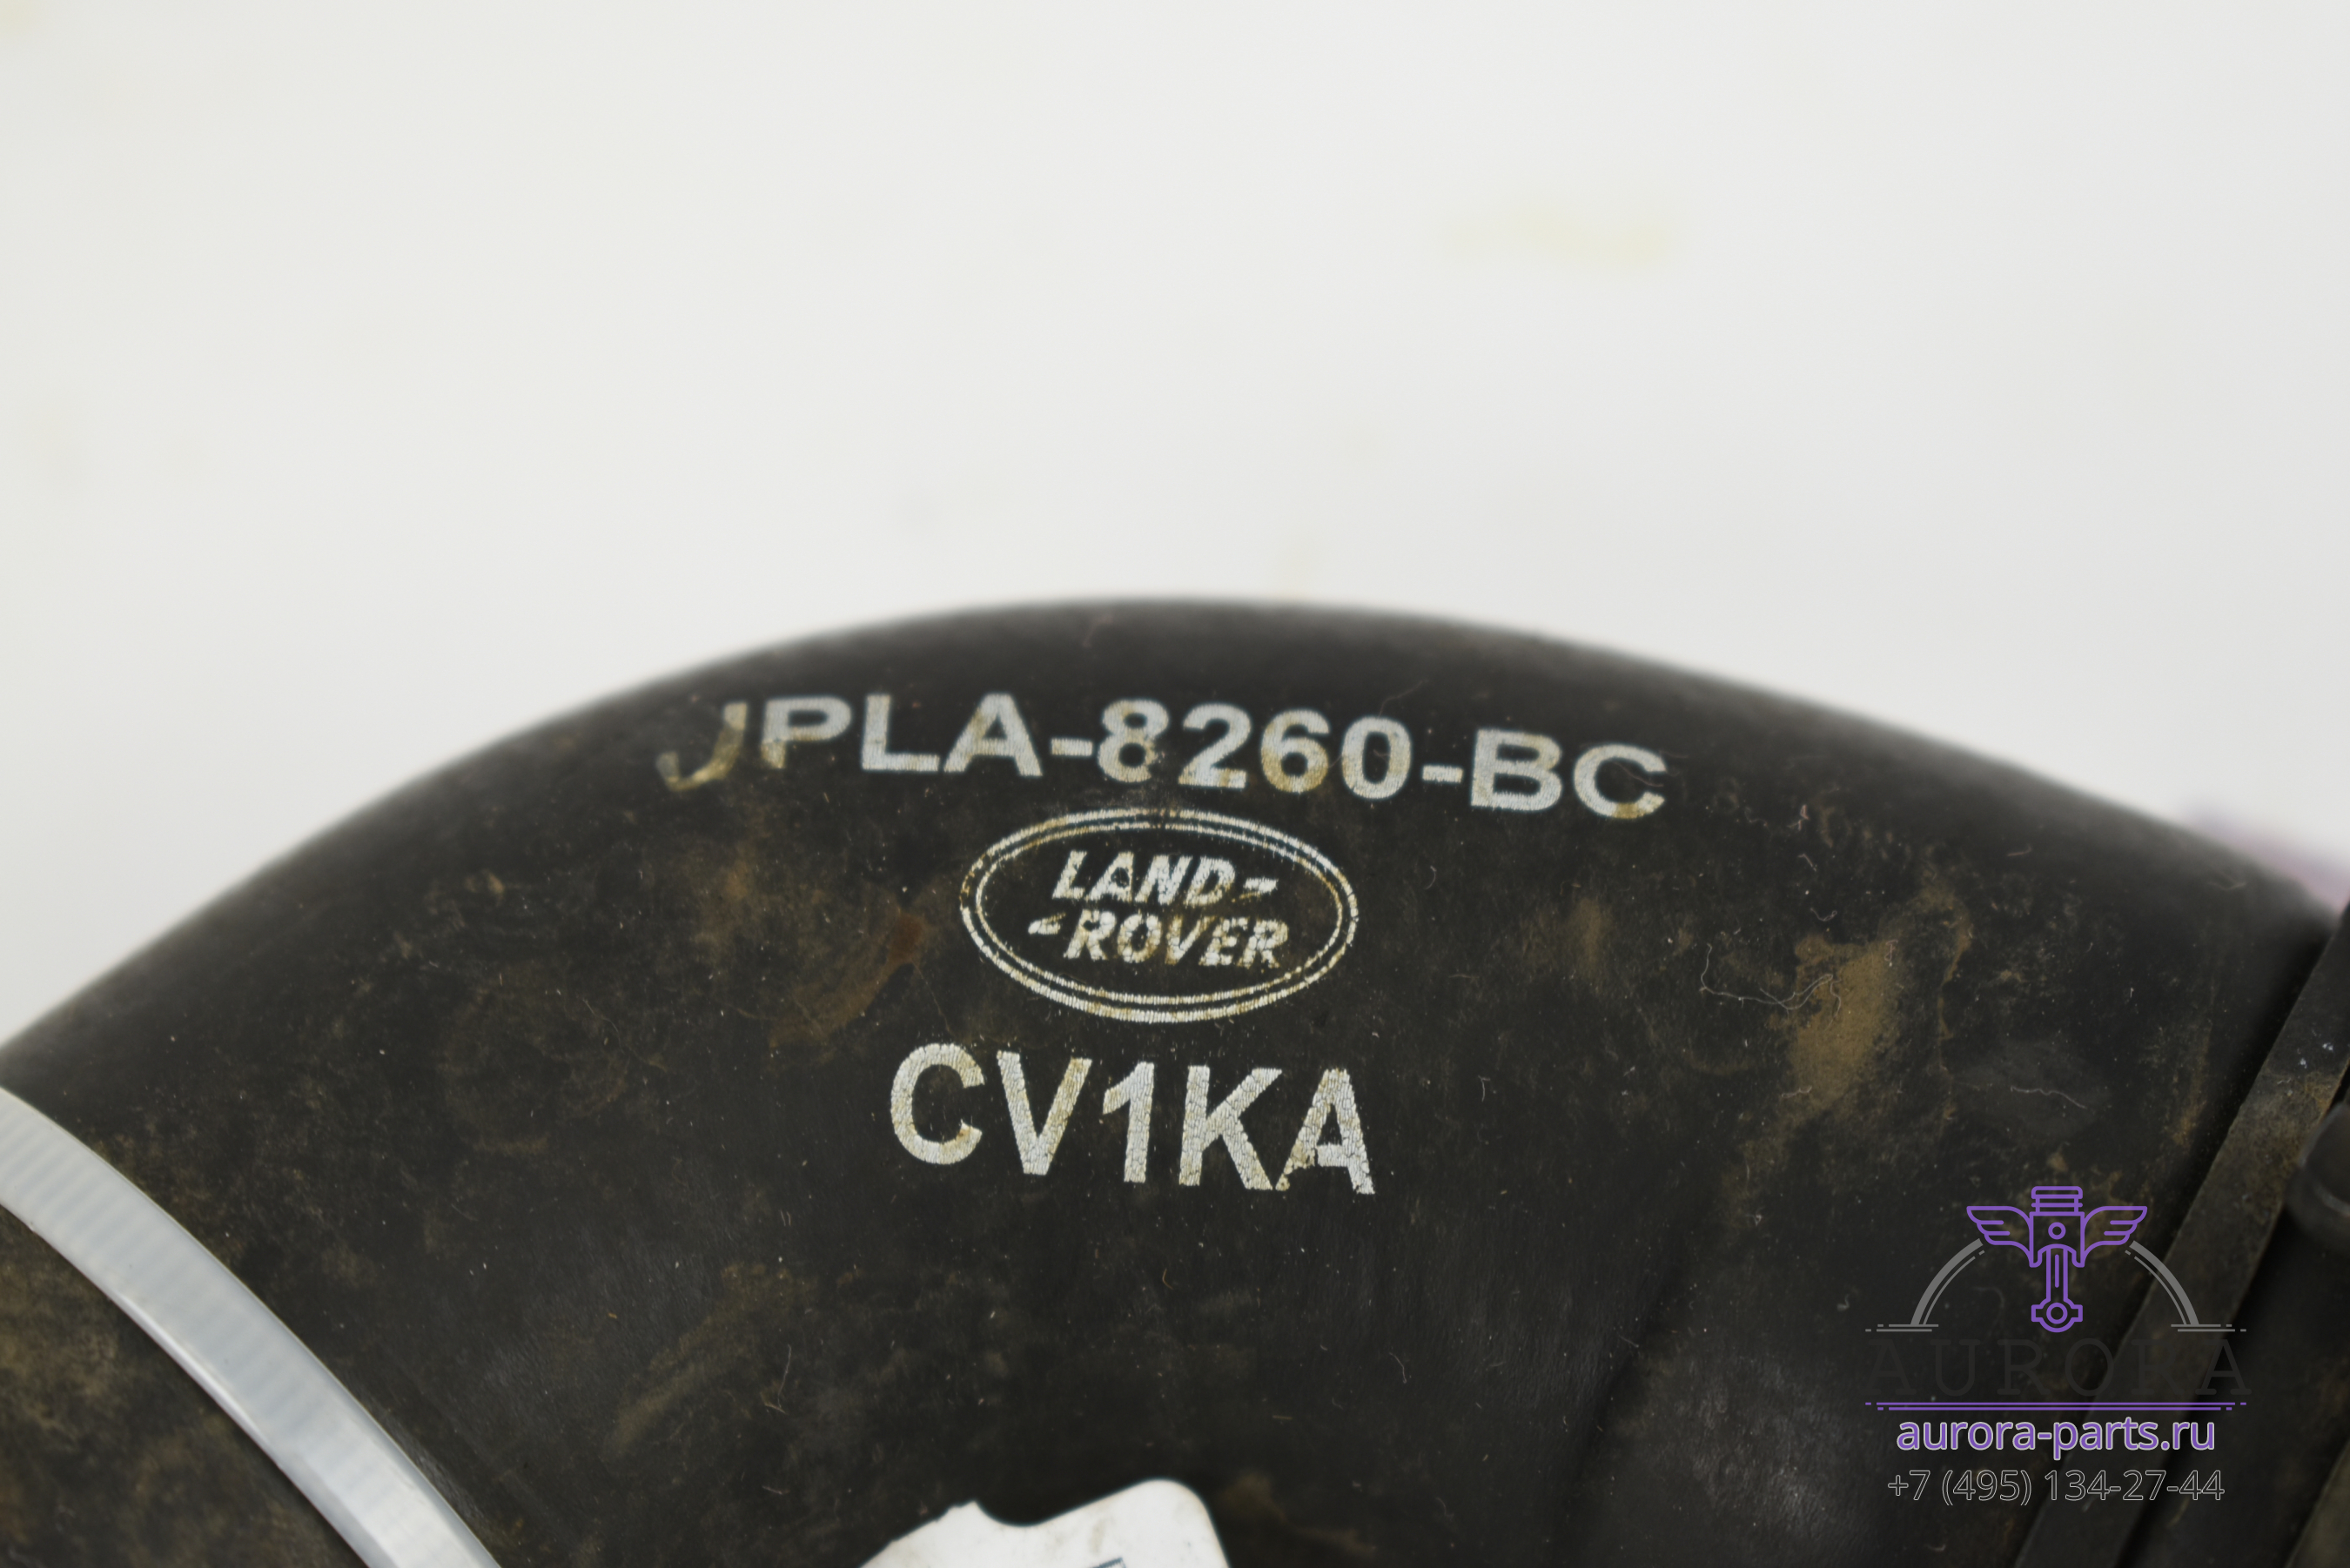 JPLA-8260-BC
LAND-
-ROVER
CV1KA
AURORA
aurora-parts.ru
+7 (495) 134-27-44